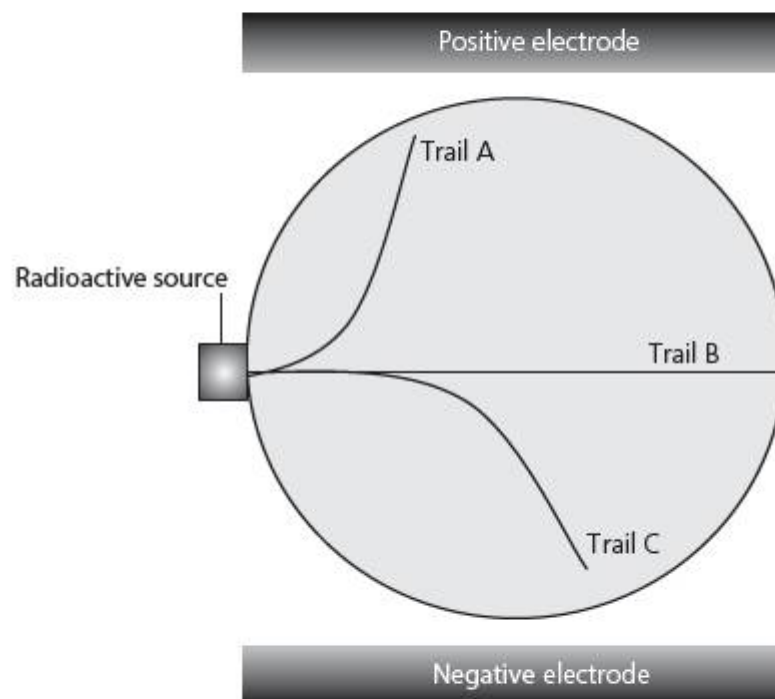 Positive electrode
Trail A
Radioactive source
Trail B
Trail C
Negative electrode